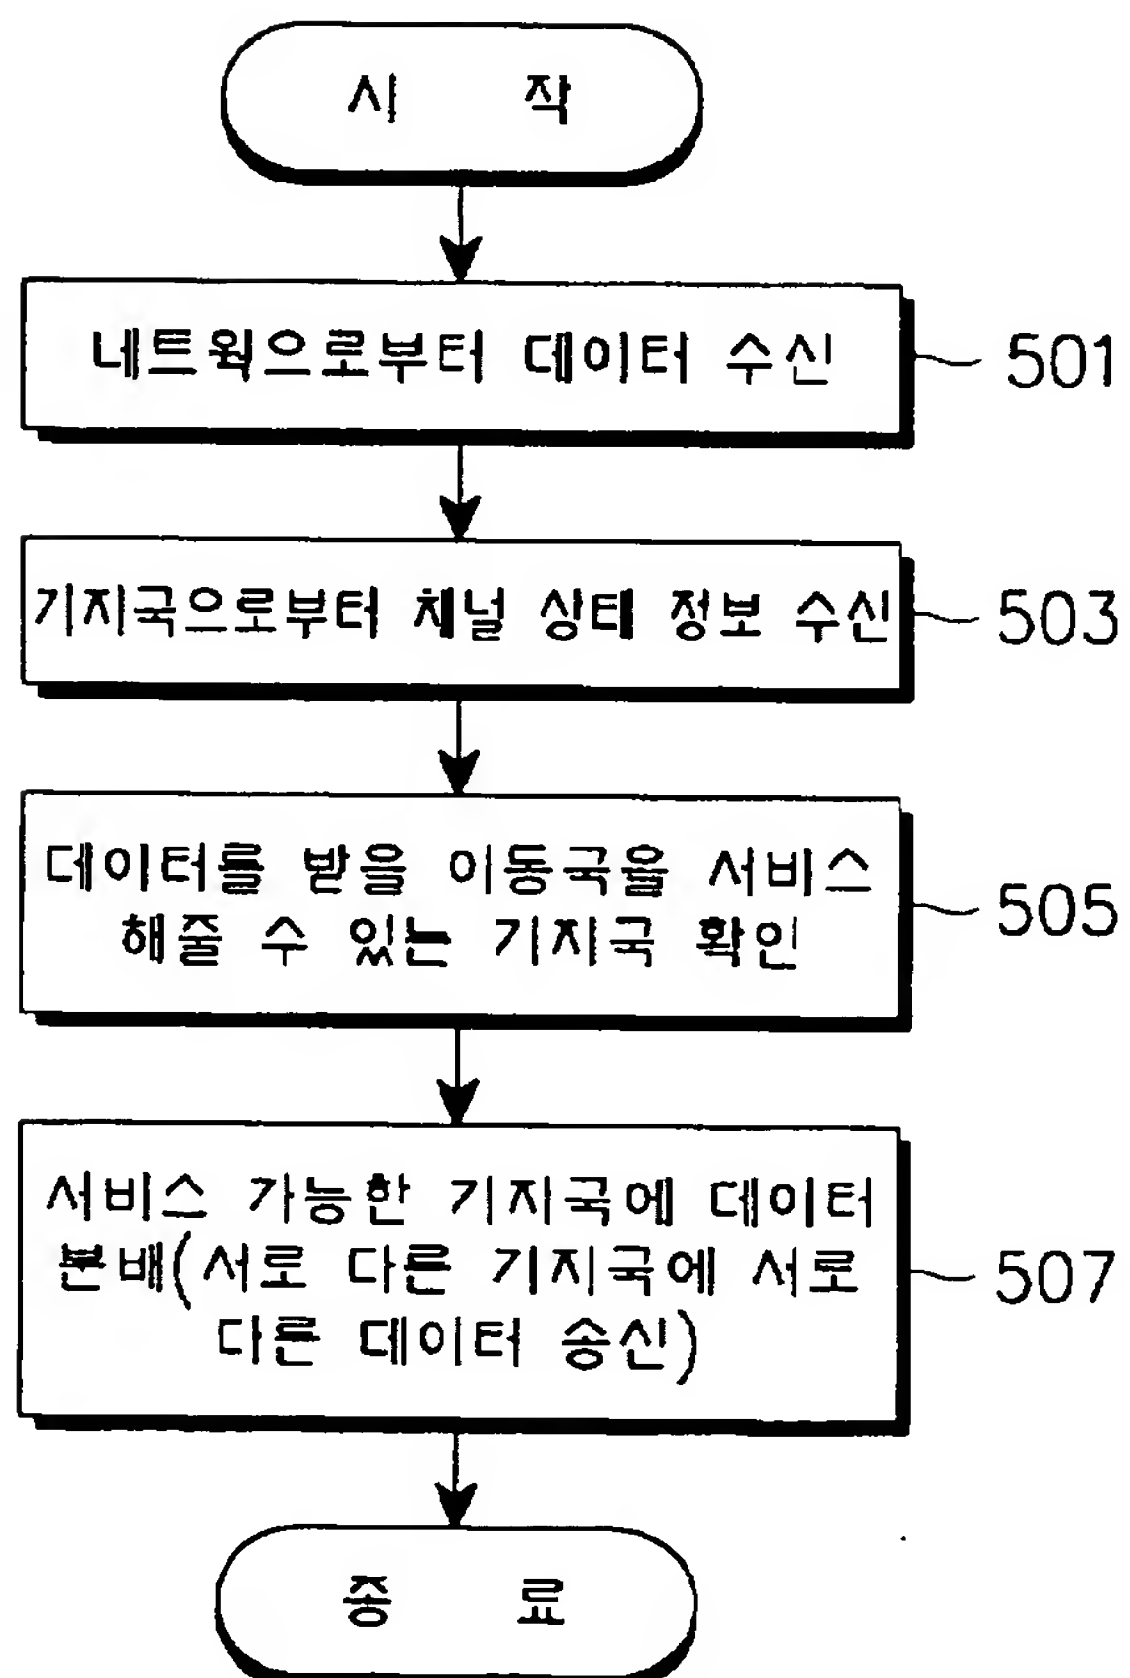 시 작
네트웍으로부터 데이터 수신
501
기지국으로부터 채널 상태 정보 수신
503
데이터를 받을 이동국을 서비스
해줄 수 있는 기지국 확인
505
서비스 가능한 기지국에 데이터
분배(서로 다른 기지국에 서로
다른 데이터 송신)
507
종 료